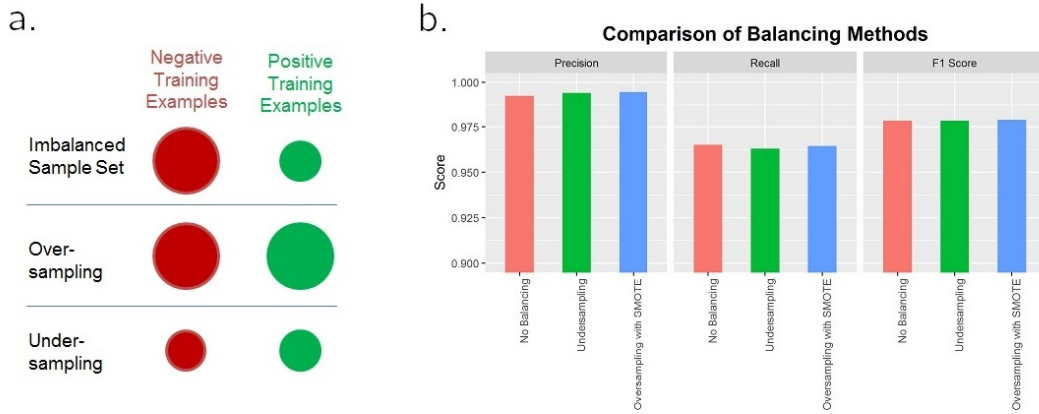 a.
Negative
Training
Examples
Positive
Training
Examples
Imbalanced
Sample Set
Over-
sampling
Under-
sampling
b.
Comparison of Balancing Methods
Precision
Recall
F1 Score
Score
1.000
0.975
0.950
0.925
0.900
No Balancing
Undersampling
Oversampling with SMOTE
No Balancing
Undersampling
Oversampling with SMOTE
No Balancing
Undersampling
Oversampling with SMOTE